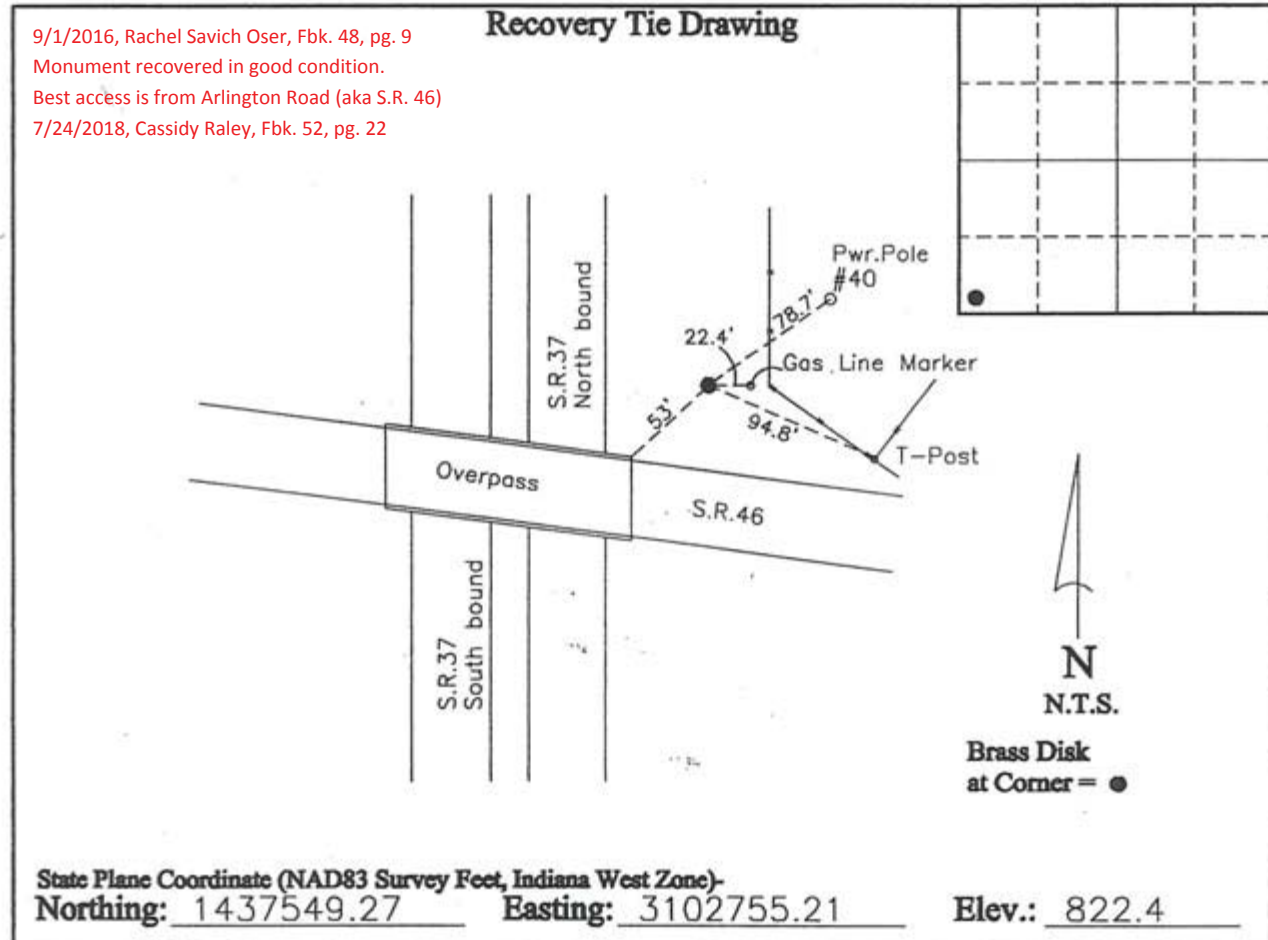 Recovery Tie Drawing
9/1/2016, Rachel Savich Oser, Fbk. 48, pg. 9
Monument recovered in good condition.
Best access is from Arlington Road (aka S.R. 46)
7/24/2018, Cassidy Raley, Fbk. 52, pg. 22
Pwr.Pole
#40
78.7'
22.4'
Gas Line Marker
S.R.37
North bound
53'
94.8'
T-Post
Overpass
S.R.46
S.R.37
South bound
N
N.T.S.
Brass Disk
at Corner =
State Plane Coordinate (NAD83 Survey Feet, Indiana West Zone)-
Northing: 1437549.27 Easting: 3102755.21 Elev.: 822.4